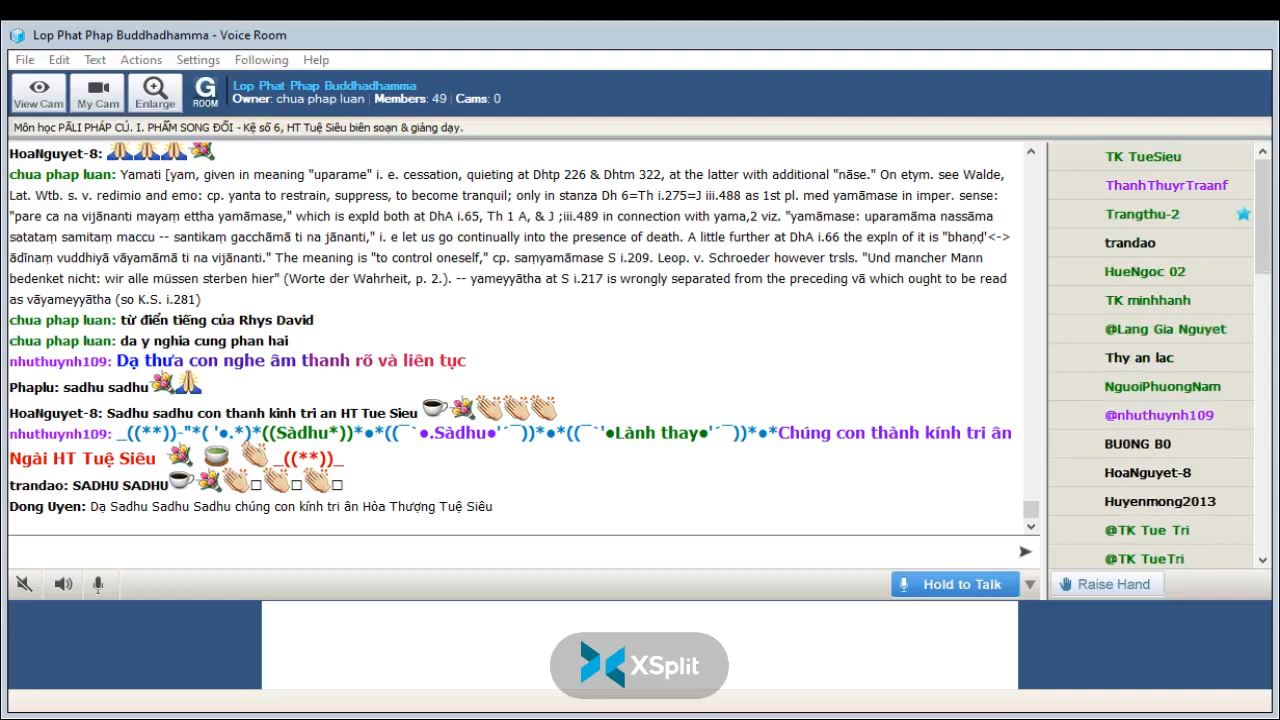 Lop Phat Phap Buddhadhamma - Voice Room
File Edit Text Actions Settings Following Help
View Cam My Cam Enlarge G ROOM
Lop Phat Phap Buddhadhamma
Owner: chua phap luan | Members: 49 | Cams: 0
Môn học PĀLI PHÁP CÚ. I. PHẨM SONG ĐỐI - Kệ số 6, HT Tuệ Siêu biên soạn & giảng dạy.
HoaNguyet-8: 🙏🙏🙏💐
chua phap luan: Yamati [yam, given in meaning "uparame" i. e. cessation, quieting at Dhtp 226 & Dhtm 322, at the latter with additional "nāse." On etym. see Walde,
Lat. Wtb. s. v. redimio and emo: cp. yanta to restrain, suppress, to become tranquil; only in stanza Dh 6=Th i.275=J iii.488 as 1st pl. med yamāmase in imper. sense:
"pare ca na vijānanti mayaṃ ettha yamāmase," which is expld both at DhA i.65, Th 1 A, & J ;iii.489 in connection with yama,2 viz. "yamāmase: uparamāma nassāma
satataṃ samitaṃ maccu -- santikaṃ gacchāmā ti na jānanti," i. e let us go continually into the presence of death. A little further at DhA i.66 the expln of it is "bhaṇḍ'<->
ādīnaṃ vuddhiyā vāyamāmā ti na vijānanti." The meaning is "to control oneself," cp. saṃyamāmase S i.209. Leop. v. Schroeder however trsls. "Und mancher Mann
bedenket nicht: wir alle müssen sterben hier" (Worte der Wahrheit, p. 2.). -- yameyyātha at S i.217 is wrongly separated from the preceding vā which ought to be read
as vāyameyyātha (so K.S. i.281)
chua phap luan: từ điển tiếng của Rhys David
chua phap luan: da y nghia cung phan hai
nhuthuynh109: Dạ thưa con nghe âm thanh rõ và liên tục
Phaplu: sadhu sadhu💐🙏
HoaNguyet-8: Sadhu sadhu con thanh kinh tri an HT Tue Sieu ☕💐👏👏👏
nhuthuynh109: _((**))-"*( '●.*)*((Sàdhu*))*●*((¯`●.Sàdhu●'´¯))*●*((¯`'●Lành thay●'´¯))*●*Chúng con thành kính tri ân
Ngài HT Tuệ Siêu 💐 🍵 👏_((**))_
trandao: SADHU SADHU☕💐👏□👏□👏□
Dong Uyen: Dạ Sadhu Sadhu Sadhu chúng con kính tri ân Hòa Thượng Tuệ Siêu
TK TueSieu
ThanhThuyrTraanf
Trangthu-2
trandao
HueNgoc 02
TK minhhanh
@Lang Gia Nguyet
Thy an lac
NguoiPhuongNam
@nhuthuynh109
BU0NG B0
HoaNguyet-8
Huyenmong2013
@TK Tue Tri
@TK TueTri
Hold to Talk
Raise Hand
XSplit